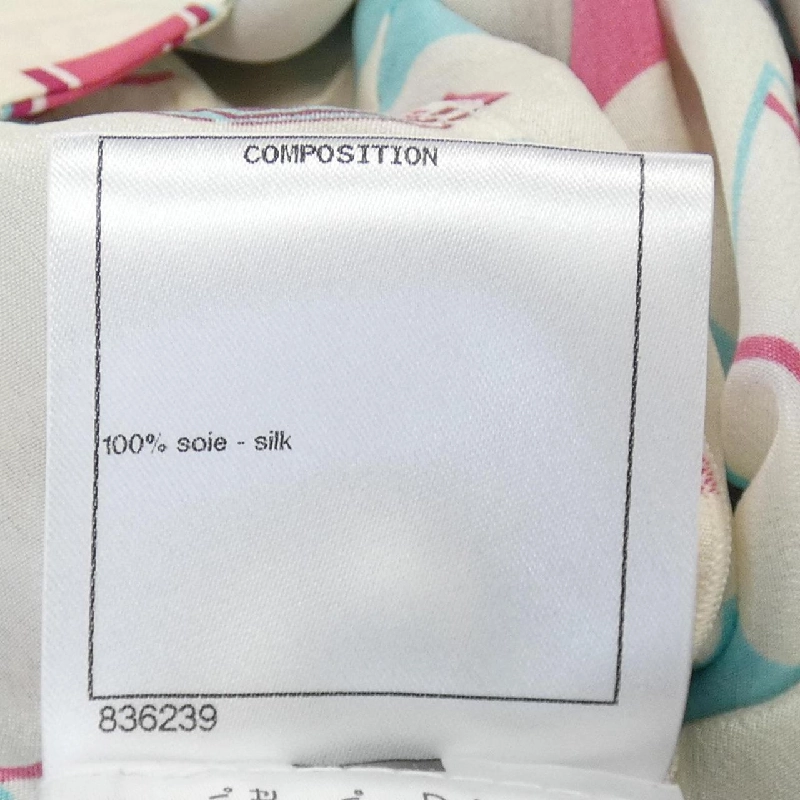 COMPOSITION
100% soie - silk
836239